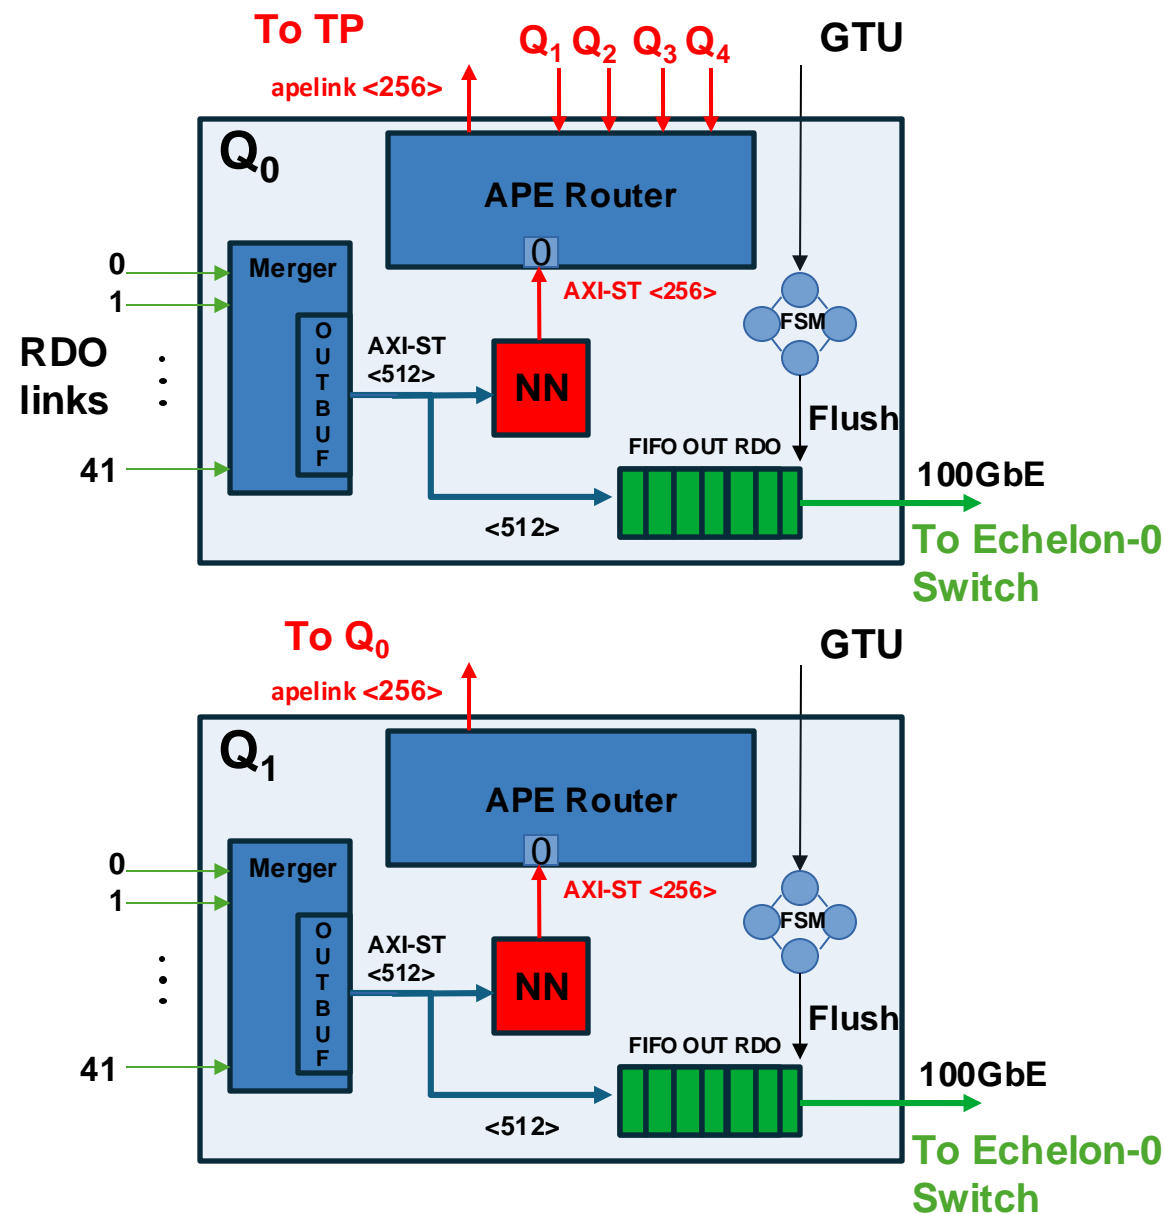 To TP
apelink <256>
Q1 Q2 Q3 Q4
GTU
Q0
APE Router
0
AXI-ST <256>
Merger
OUTBUF
0
1
RDO
links
41
AXI-ST
<512>
NN
FSM
Flush
FIFO OUT RDO
<512>
100GbE
To Echelon-0
Switch
To Q0
apelink <256>
GTU
Q1
APE Router
0
AXI-ST <256>
Merger
OUTBUF
0
1
41
AXI-ST
<512>
NN
FSM
Flush
FIFO OUT RDO
<512>
100GbE
To Echelon-0
Switch